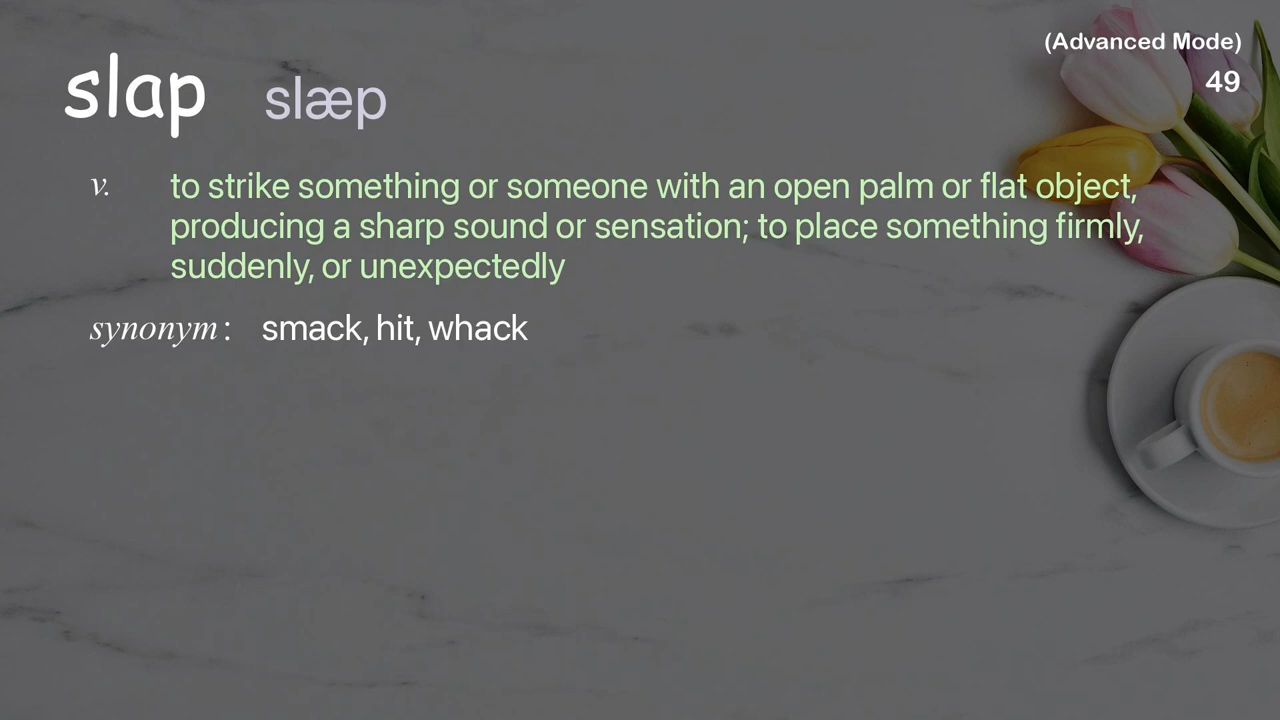 (Advanced Mode)
slap slæp
49
v. to strike something or someone with an open palm or flat object,
producing a sharp sound or sensation; to place something firmly,
suddenly, or unexpectedly
synonym: smack, hit, whack